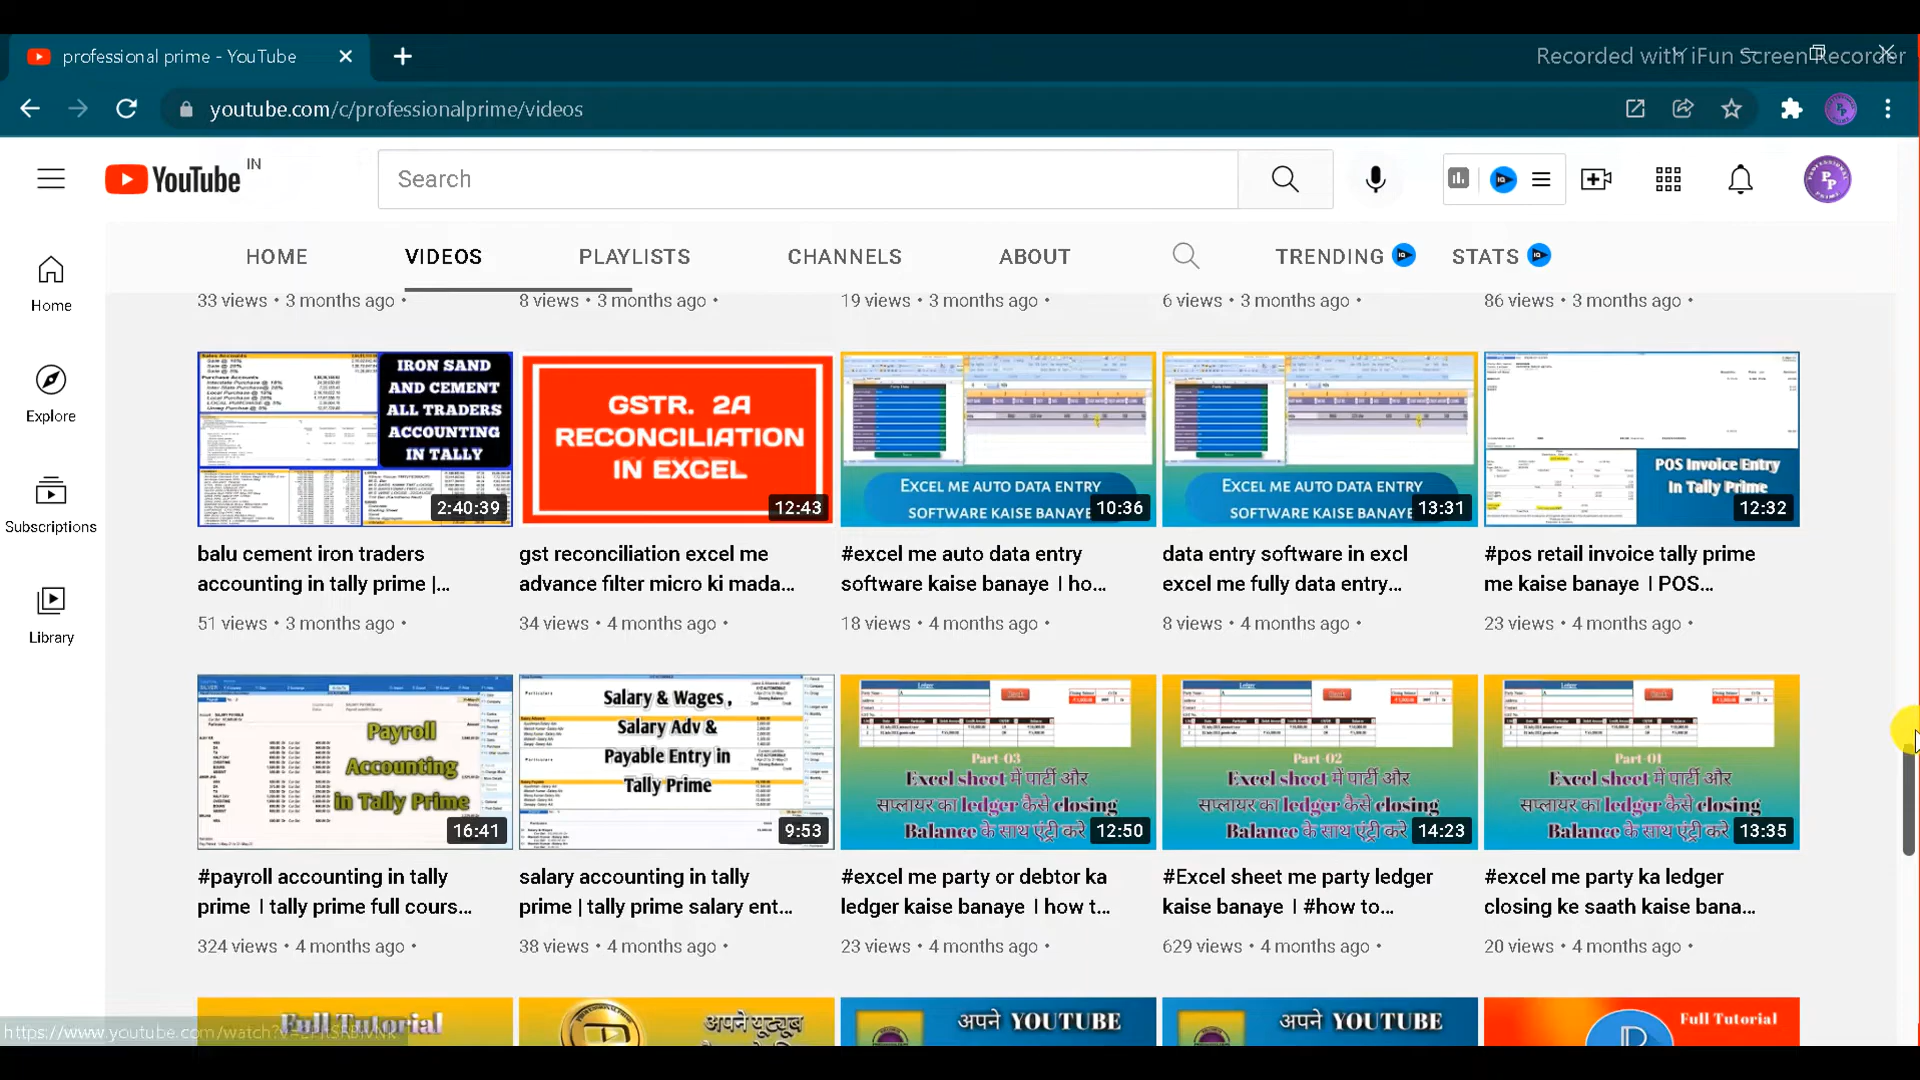 professional prime - YouTube
Recorded with iFun Screen Recorder
youtube.com/c/professionalprime/videos
YouTube IN
Search
HOME VIDEOS PLAYLISTS CHANNELS ABOUT TRENDING STATS
Home
Explore
Subscriptions
Library
33 views • 3 months ago •
8 views • 3 months ago •
19 views • 3 months ago •
6 views • 3 months ago •
86 views • 3 months ago •
IRON SAND
AND CEMENT
ALL TRADERS
ACCOUNTING
IN TALLY
2:40:39
GSTR. 2A
RECONCILIATION
IN EXCEL
12:43
EXCEL ME AUTO DATA ENTRY
SOFTWARE KAISE BANAYE
10:36
EXCEL ME AUTO DATA ENTRY
SOFTWARE KAISE BANAYE
13:31
POS Invoice Entry
In Tally Prime
12:32
balu cement iron traders
accounting in tally prime |...
51 views • 3 months ago •
gst reconciliation excel me
advance filter micro ki mada...
34 views • 4 months ago •
#excel me auto data entry
software kaise banaye | ho...
18 views • 4 months ago •
data entry software in excl
excel me fully data entry...
8 views • 4 months ago •
#pos retail invoice tally prime
me kaise banaye | POS...
23 views • 4 months ago •
Payroll
Accounting
in Tally Prime
16:41
Salary & Wages ,
Salary Adv &
Payable Entry in
Tally Prime
9:53
Part-03
Excel sheet में पार्टी और
सप्लायर का ledger कैसे closing
Balance के साथ एंट्री करे
12:50
Part-02
Excel sheet में पार्टी और
सप्लायर का ledger कैसे closing
Balance के साथ एंट्री करे
14:23
Part-01
Excel sheet में पार्टी और
सप्लायर का ledger कैसे closing
Balance के साथ एंट्री करे
13:35
#payroll accounting in tally
prime | tally prime full cours...
324 views • 4 months ago •
salary accounting in tally
prime | tally prime salary ent...
38 views • 4 months ago •
#excel me party or debtor ka
ledger kaise banaye | how t...
23 views • 4 months ago •
#Excel sheet me party ledger
kaise banaye | #how to...
629 views • 4 months ago •
#excel me party ka ledger
closing ke saath kaise bana...
20 views • 4 months ago •
Full Tutorial
अपने यूट्यूब
अपने YOUTUBE
अपने YOUTUBE
Full Tutorial